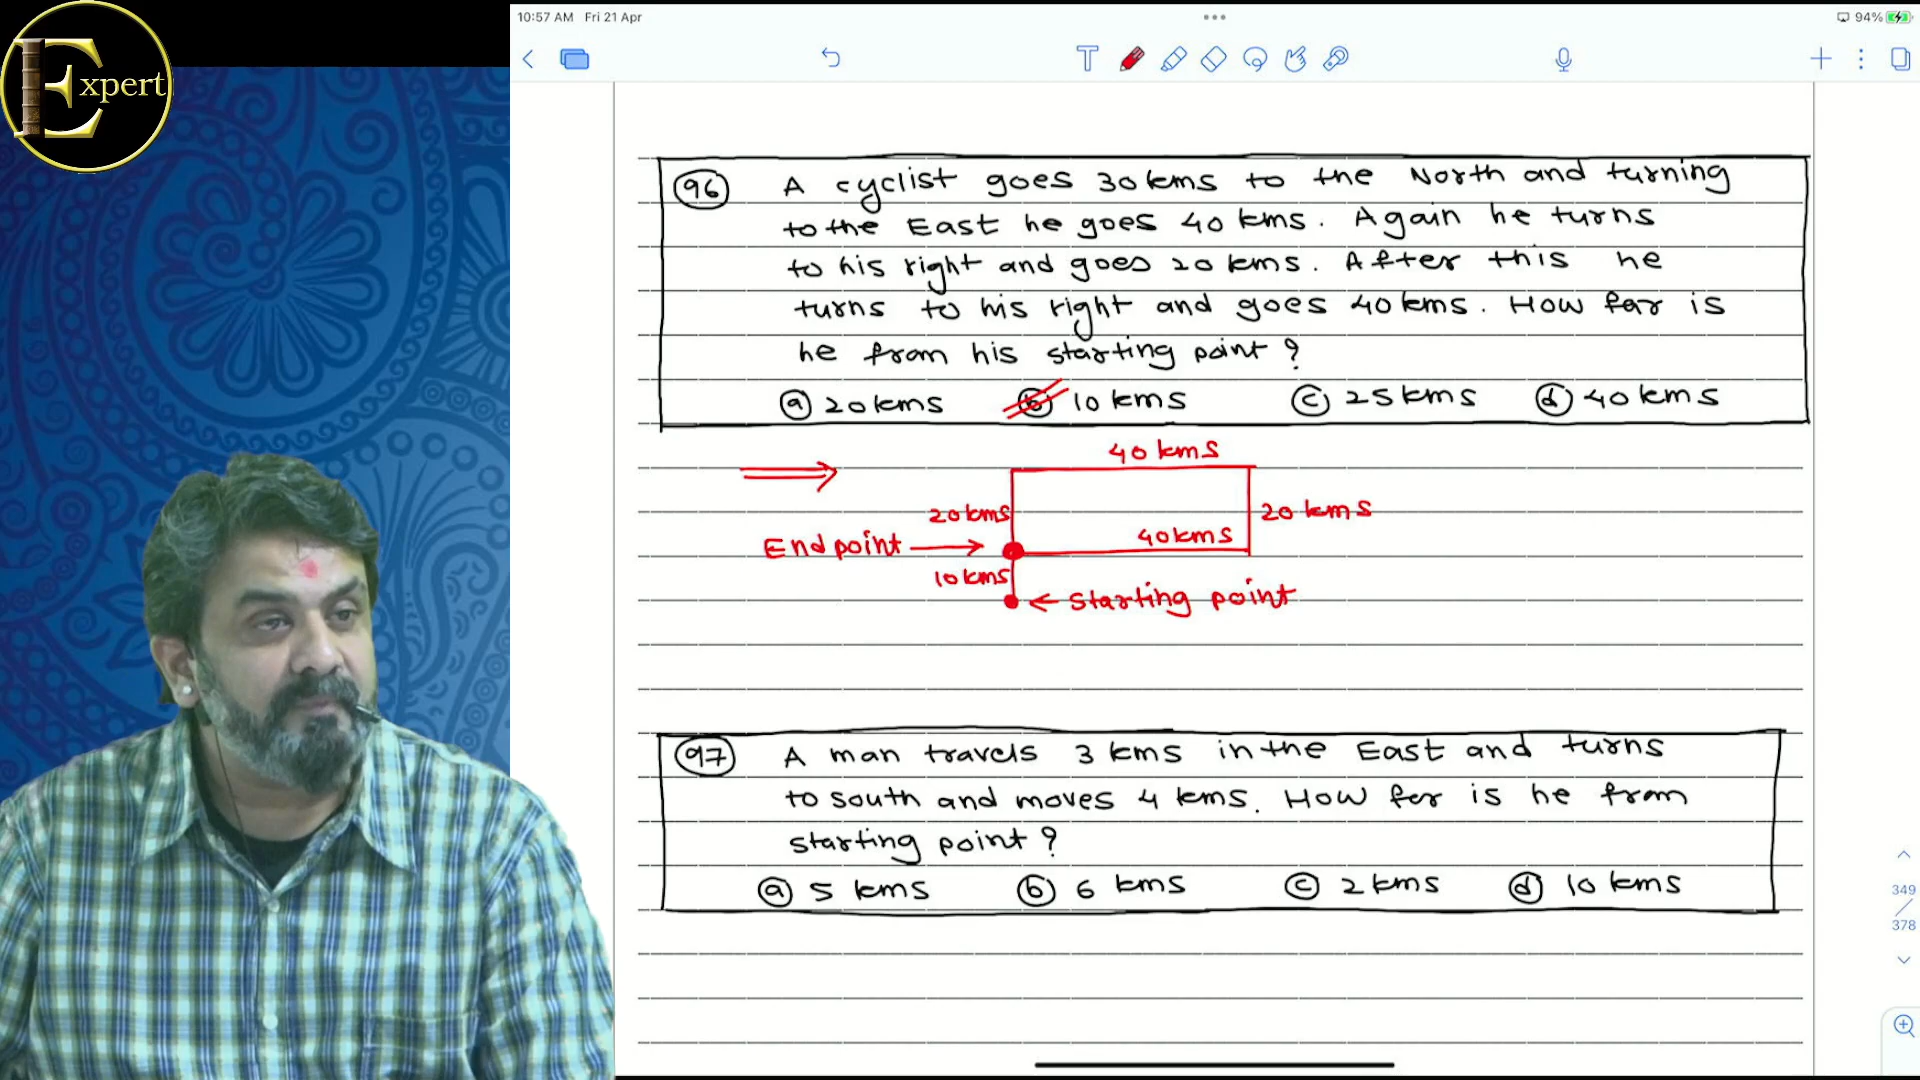 Expert
10:57 AM Fri 21 Apr
94%
96 A cyclist goes 30 kms to the North and turning
to the East he goes 40 kms. Again he turns
to his right and goes 20 kms. After this he
turns to his right and goes 40 kms. How far is
he from his starting point ?
a 20 kms b 10 kms c 25 kms d 40 kms
40 kms
20 kms 20 kms
End point 40 kms
10 kms
starting point
97 A man travels 3 kms in the East and turns
to south and moves 4 kms. How far is he from
starting point ?
a 5 kms b 6 kms c 2 kms d 10 kms
349
378